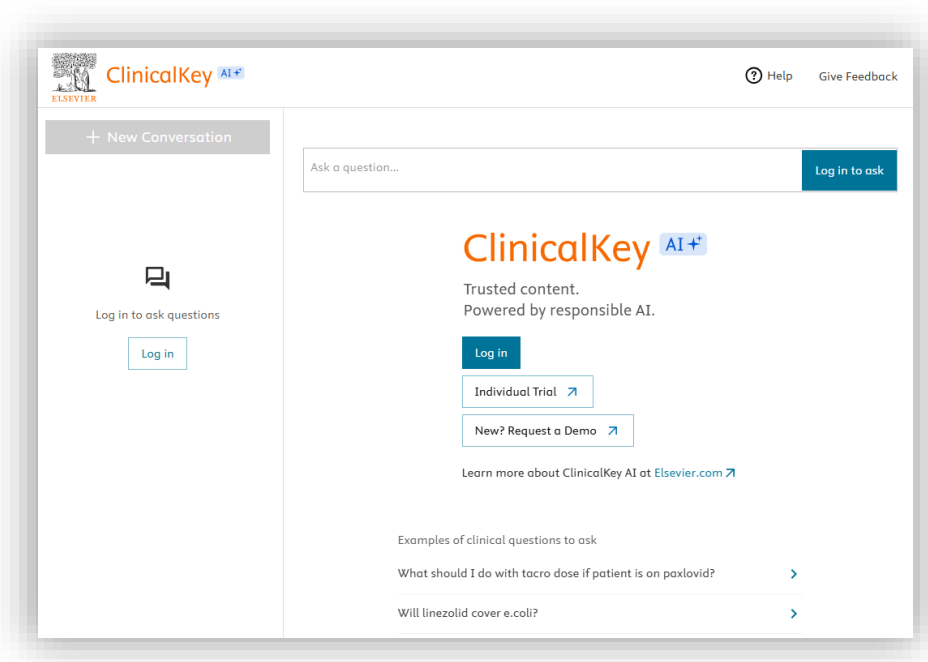 ELSEVIER
ClinicalKey AI
Help
Give Feedback
+ New Conversation
Log in to ask questions
Log in
Ask a question...
Log in to ask
ClinicalKey AI
Trusted content.
Powered by responsible AI.
Log in
Individual Trial
New? Request a Demo
Learn more about ClinicalKey AI at Elsevier.com
Examples of clinical questions to ask
What should I do with tacro dose if patient is on paxlovid?
Will linezolid cover e.coli?